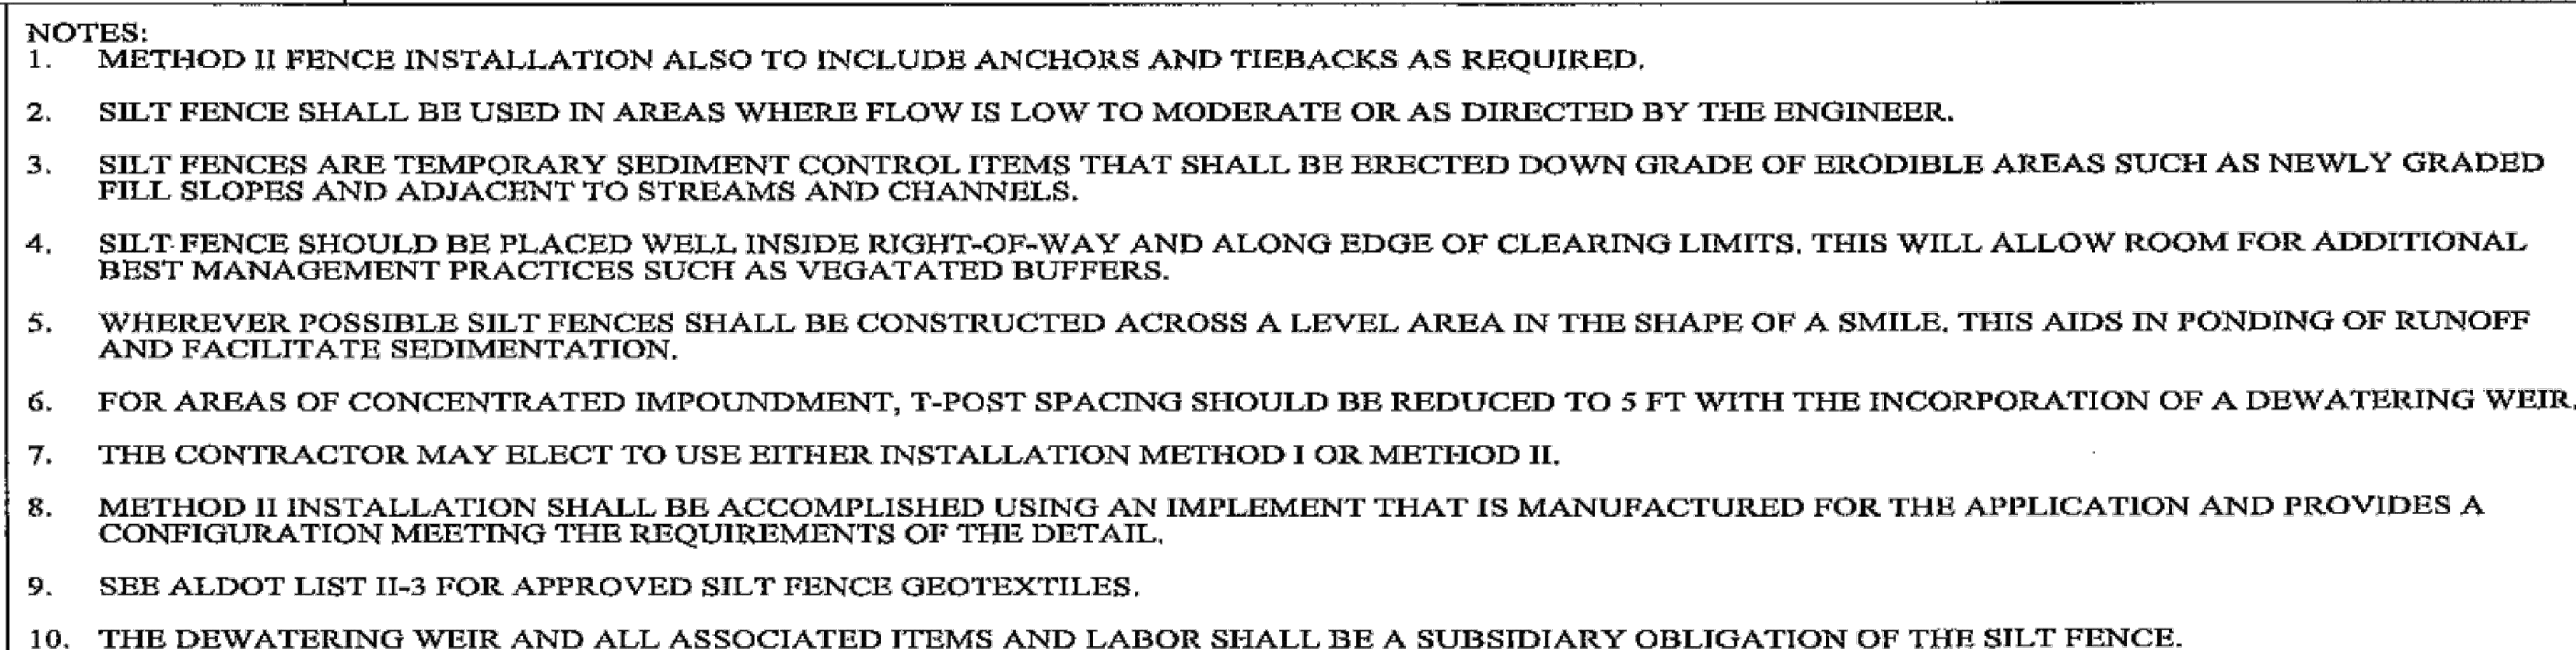 NOTES:
1. METHOD II FENCE INSTALLATION ALSO TO INCLUDE ANCHORS AND TIEBACKS AS REQUIRED.
2. SILT FENCE SHALL BE USED IN AREAS WHERE FLOW IS LOW TO MODERATE OR AS DIRECTED BY THE ENGINEER.
3. SILT FENCES ARE TEMPORARY SEDIMENT CONTROL ITEMS THAT SHALL BE ERECTED DOWN GRADE OF ERODIBLE AREAS SUCH AS NEWLY GRADED
FILL SLOPES AND ADJACENT TO STREAMS AND CHANNELS.
4. SILT FENCE SHOULD BE PLACED WELL INSIDE RIGHT-OF-WAY AND ALONG EDGE OF CLEARING LIMITS. THIS WILL ALLOW ROOM FOR ADDITIONAL
BEST MANAGEMENT PRACTICES SUCH AS VEGATATED BUFFERS.
5. WHEREVER POSSIBLE SILT FENCES SHALL BE CONSTRUCTED ACROSS A LEVEL AREA IN THE SHAPE OF A SMILE. THIS AIDS IN PONDING OF RUNOFF
AND FACILITATE SEDIMENTATION.
6. FOR AREAS OF CONCENTRATED IMPOUNDMENT, T-POST SPACING SHOULD BE REDUCED TO 5 FT WITH THE INCORPORATION OF A DEWATERING WEIR.
7. THE CONTRACTOR MAY ELECT TO USE EITHER INSTALLATION METHOD I OR METHOD II.
8. METHOD II INSTALLATION SHALL BE ACCOMPLISHED USING AN IMPLEMENT THAT IS MANUFACTURED FOR THE APPLICATION AND PROVIDES A
CONFIGURATION MEETING THE REQUIREMENTS OF THE DETAIL.
9. SEE ALDOT LIST II-3 FOR APPROVED SILT FENCE GEOTEXTILES.
10. THE DEWATERING WEIR AND ALL ASSOCIATED ITEMS AND LABOR SHALL BE A SUBSIDIARY OBLIGATION OF THE SILT FENCE.